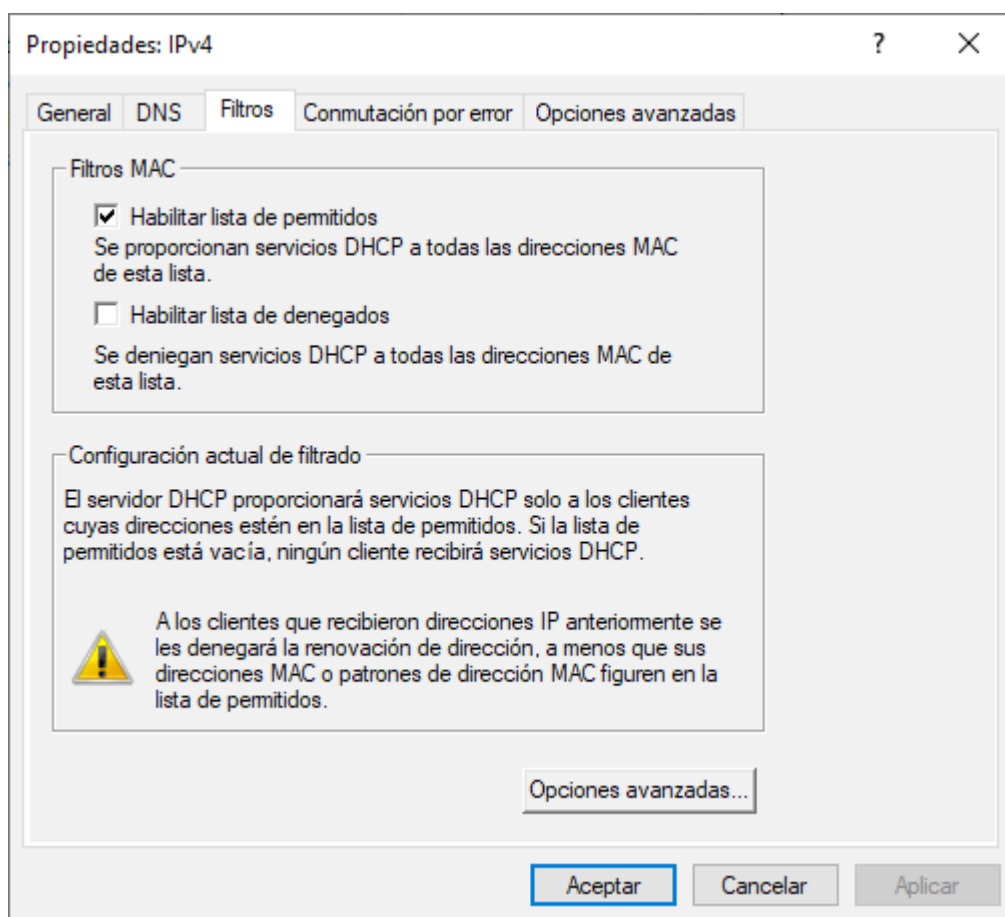 Propiedades: IPv4
?
General
DNS
Filtros
Conmutación por error
Opciones avanzadas
Filtros MAC
Habilitar lista de permitidos
Se proporcionan servicios DHCP a todas las direcciones MAC
de esta lista.
Habilitar lista de denegados
Se deniegan servicios DHCP a todas las direcciones MAC de
esta lista.
Configuración actual de filtrado
El servidor DHCP proporcionará servicios DHCP solo a los clientes
cuyas direcciones estén en la lista de permitidos. Si la lista de
permitidos está vacía, ningún cliente recibirá servicios DHCP.
A los clientes que recibieron direcciones IP anteriormente se
les denegará la renovación de dirección, a menos que sus
direcciones MAC o patrones de dirección MAC figuren en la
lista de permitidos.
Opciones avanzadas...
Aceptar
Cancelar
Aplicar